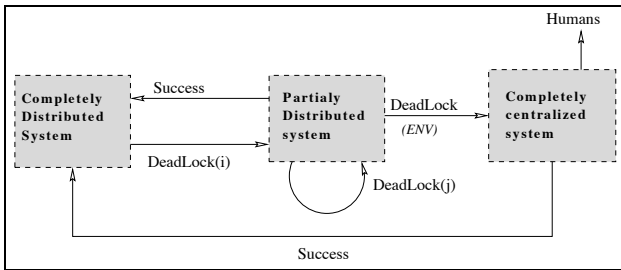 Humans
Completely
Distributed
System
Success
DeadLock(i)
Partialy
Distributed
system
DeadLock(j)
DeadLock
(ENV)
Completely
centralized
system
Success